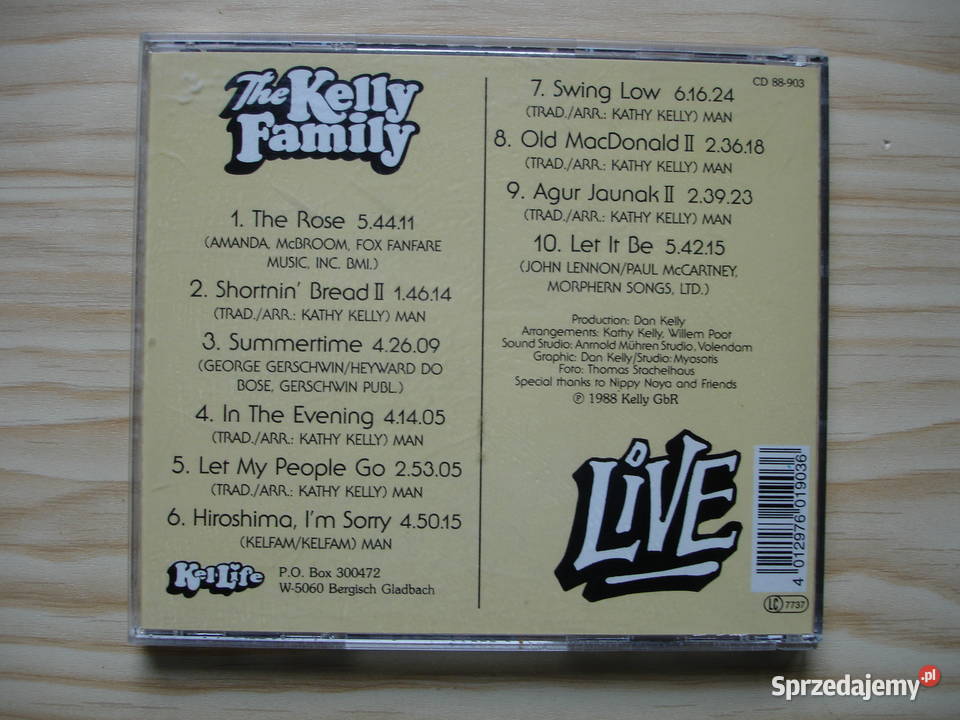 The Kelly
Family
1. The Rose 5.44.11
(AMANDA, McBROOM, FOX FANFARE
MUSIC, INC. BMI.)
2. Shortnin' Bread II 1.46.14
(TRAD./ARR.: KATHY KELLY) MAN
3. Summertime 4.26.09
(GEORGE GERSCHWIN/HEYWARD DO
BOSE, GERSCHWIN PUBL.)
4. In The Evening 4.14.05
(TRAD./ARR.: KATHY KELLY) MAN
5. Let My People Go 2.53.05
(TRAD./ARR.: KATHY KELLY) MAN
6. Hiroshima, I'm Sorry 4.50.15
(KELFAM/KELFAM) MAN
Kel-Life
P.O. Box 300472
W-5060 Bergisch Gladbach
CD 88-903
7. Swing Low 6.16.24
(TRAD./ARR.: KATHY KELLY) MAN
8. Old MacDonald II 2.36.18
(TRAD./ARR.: KATHY KELLY) MAN
9. Agur Jaunak II 2.39.23
(TRAD./ARR.: KATHY KELLY) MAN
10. Let It Be 5.42.15
(JOHN LENNON/PAUL McCARTNEY,
MORPHERN SONGS, LTD.)
Production: Dan Kelly
Arrangements: Kathy Kelly, Willem Poot
Sound Studio: Anrnold Mühren Studio, Volendam
Graphic: Dan Kelly/Studio: Myosotis
Foto: Thomas Stachelhaus
Special thanks to Nippy Noya and Friends
℗ 1988 Kelly GbR
LiVE
4 012976 019036
LC 7737
Sprzedajemy.pl